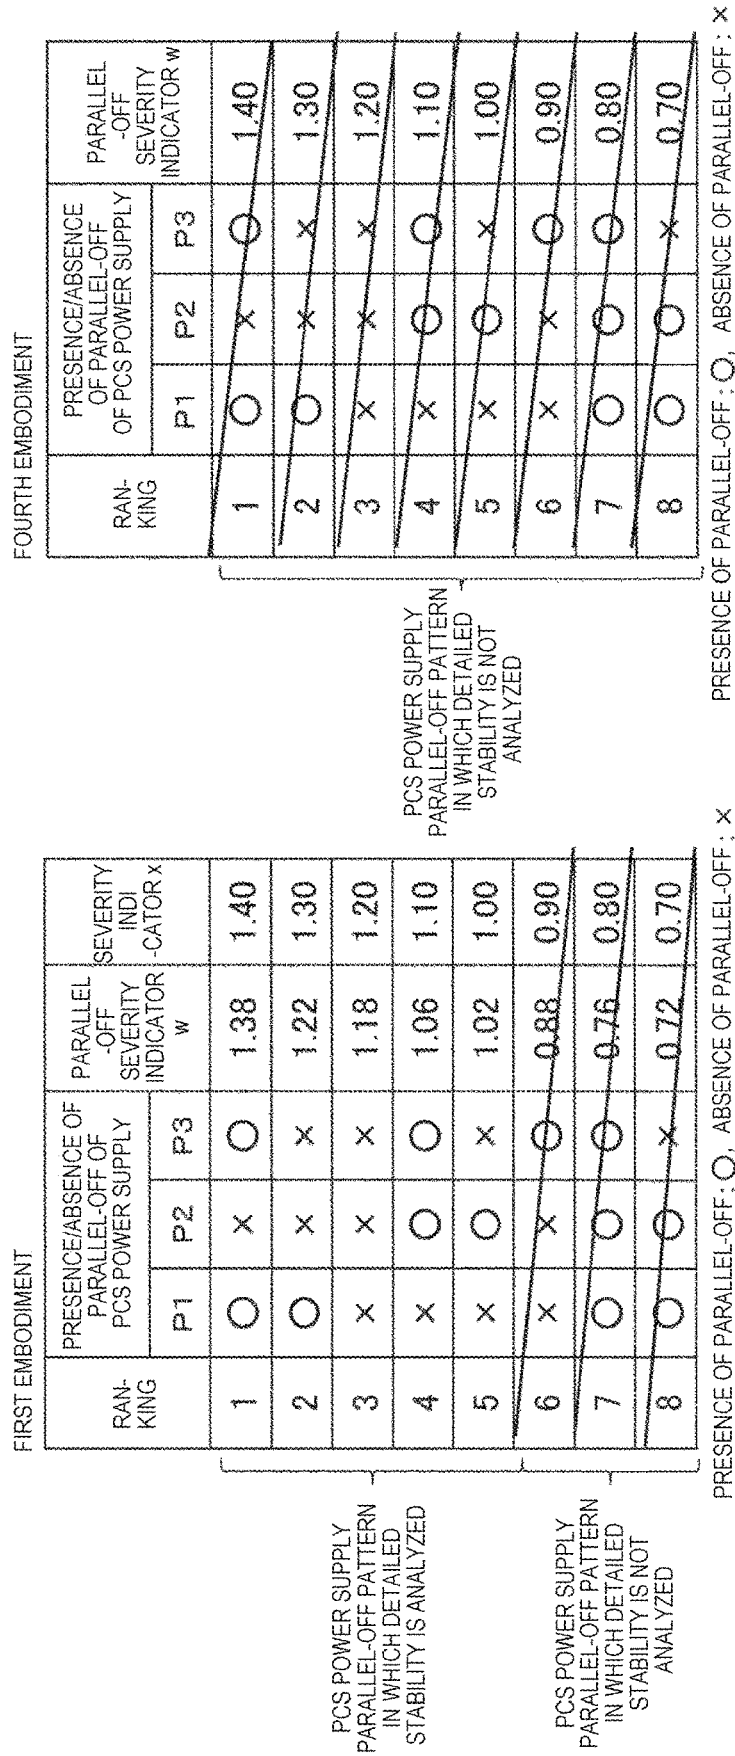 FIRST EMBODIMENT
RAN-
KING
PRESENCE/ABSENCE OF
PARALLEL-OFF OF
PCS POWER SUPPLY
PARALLEL
-OFF
SEVERITY
INDICATOR
w
SEVERITY
INDI
-CATOR x
P1 P2 P3
1 ○ × ○ 1.38 1.40
2 ○ × × 1.22 1.30
3 × × × 1.18 1.20
4 × ○ ○ 1.06 1.10
5 × ○ × 1.02 1.00
6 × × ○ 0.88 0.90
7 ○ ○ ○ 0.76 0.80
8 ○ ○ × 0.72 0.70
PCS POWER SUPPLY
PARALLEL-OFF PATTERN
IN WHICH DETAILED
STABILITY IS ANALYZED
PCS POWER SUPPLY
PARALLEL-OFF PATTERN
IN WHICH DETAILED
STABILITY IS NOT
ANALYZED
PRESENCE OF PARALLEL-OFF : ○, ABSENCE OF PARALLEL-OFF : ×
FOURTH EMBODIMENT
RAN-
KING
PRESENCE/ABSENCE
OF PARALLEL-OFF
OF PCS POWER SUPPLY
PARALLEL
-OFF
SEVERITY
INDICATOR w
P1 P2 P3
1 ○ × ○ 1.40
2 ○ × × 1.30
3 × × × 1.20
4 × ○ ○ 1.10
5 × ○ × 1.00
6 × × ○ 0.90
7 ○ ○ ○ 0.80
8 ○ ○ × 0.70
PCS POWER SUPPLY
PARALLEL-OFF PATTERN
IN WHICH DETAILED
STABILITY IS NOT
ANALYZED
PRESENCE OF PARALLEL-OFF : ○, ABSENCE OF PARALLEL-OFF : ×